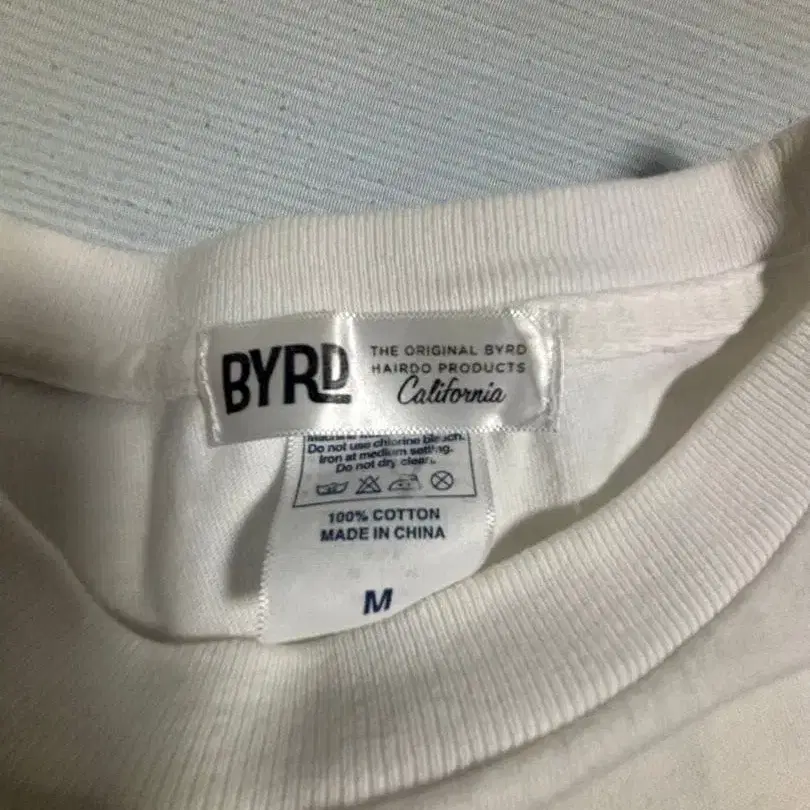 BYRD
THE ORIGINAL BYRD
HAIRDO PRODUCTS
California
Do not use chlorine bleach.
Iron at medium setting.
Do not dry clean.
100% COTTON
MADE IN CHINA
M